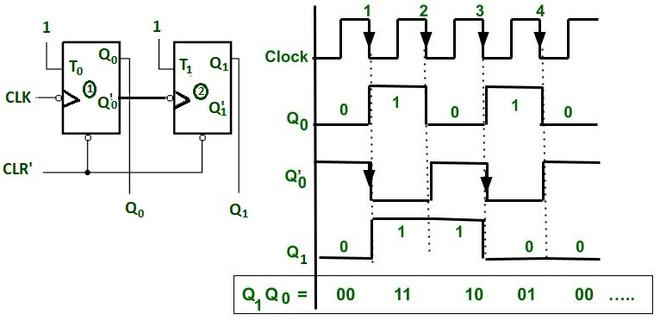 1
1
T₀
Q₀
①
Q'₀
CLK
T₁
Q₁
②
Q'₁
CLR'
Q₀
Q₁
1 2 3 4
Clock
Q₀ 0 1 0 1 0
Q'₀
Q₁ 0 1 1 0 0
Q₁ Q₀ = 00 11 10 01 00 .....